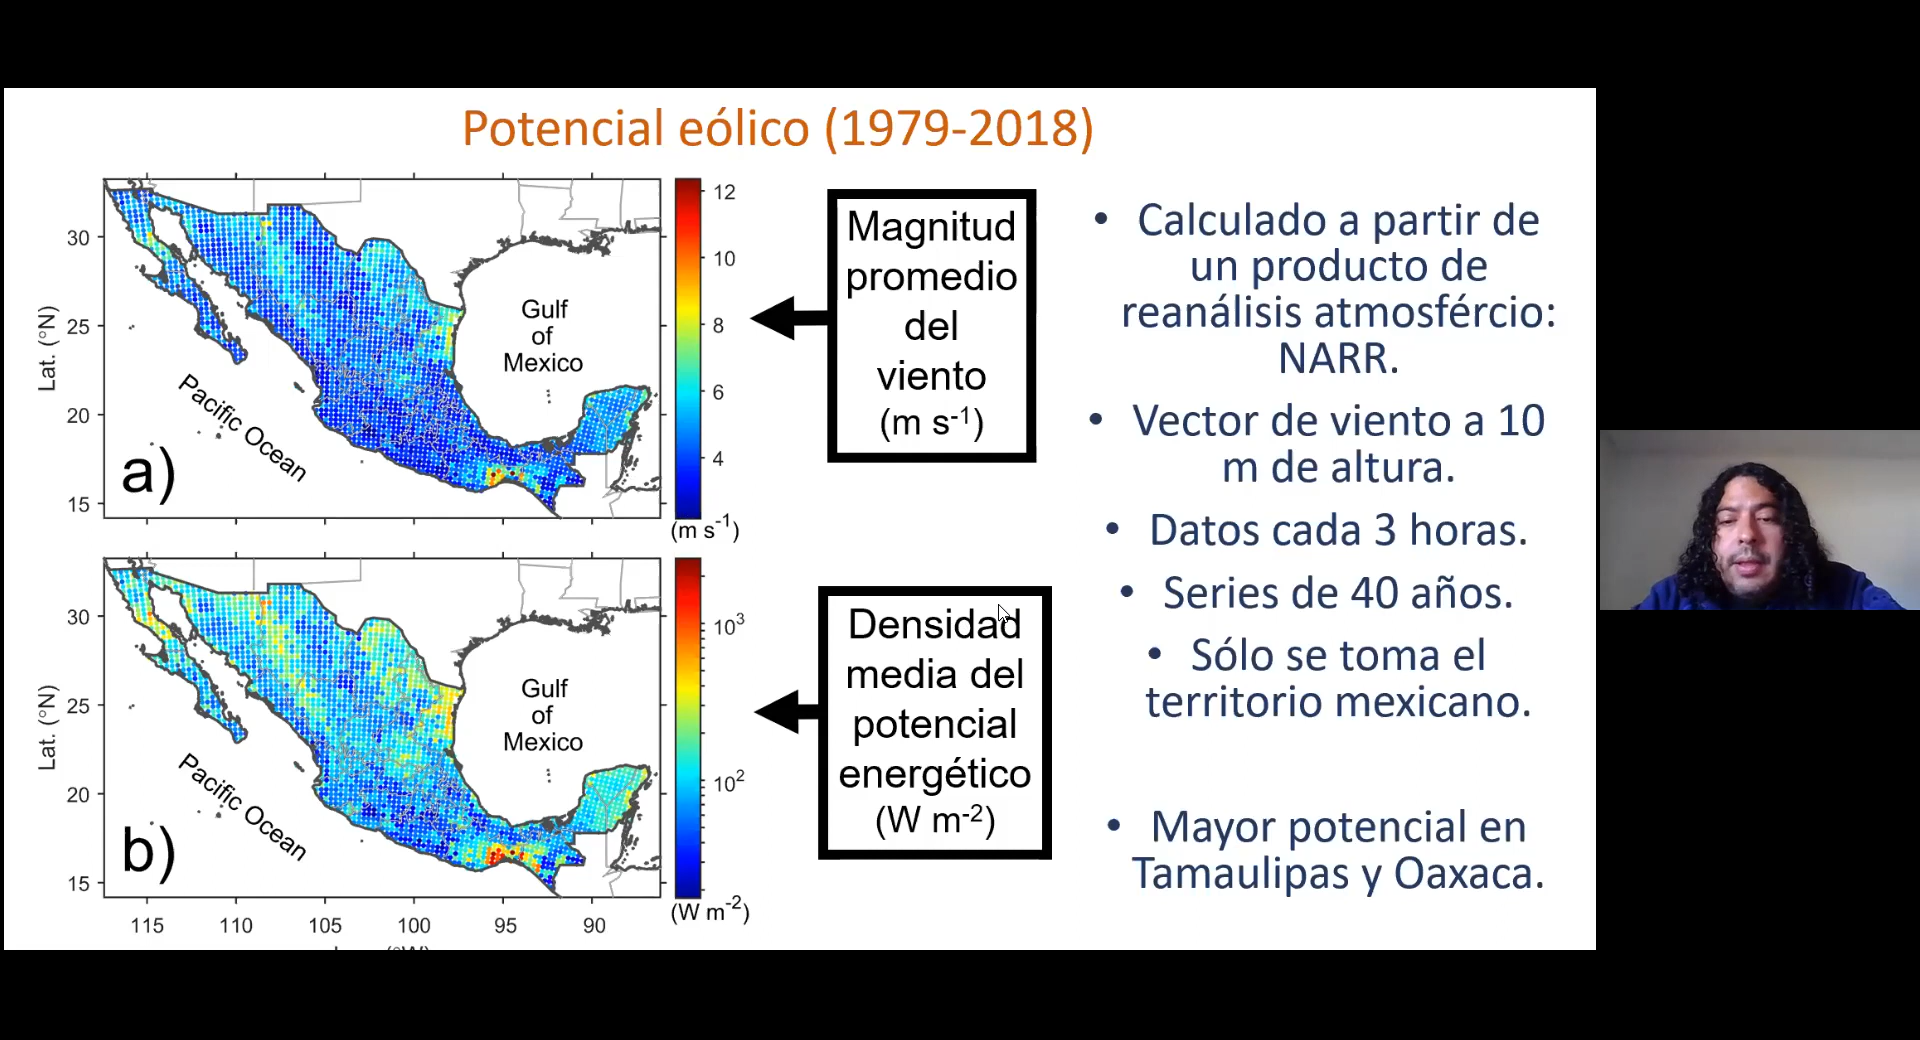 Potencial eólico (1979-2018)
12
10
8
6
4
(m s-1)
30
25
20
15
Lat. (°N)
Gulf
of
Mexico
Pacific Ocean
a)
Magnitud
promedio
del
viento
(m s-1)
103
102
(W m-2)
30
25
20
15
Lat. (°N)
Gulf
of
Mexico
Pacific Ocean
b)
115 110 105 100 95 90
Densidad
media del
potencial
energético
(W m-2)
• Calculado a partir de
un producto de
reanálisis atmosfércio:
NARR.
• Vector de viento a 10
m de altura.
• Datos cada 3 horas.
• Series de 40 años.
• Sólo se toma el
territorio mexicano.
• Mayor potencial en
Tamaulipas y Oaxaca.